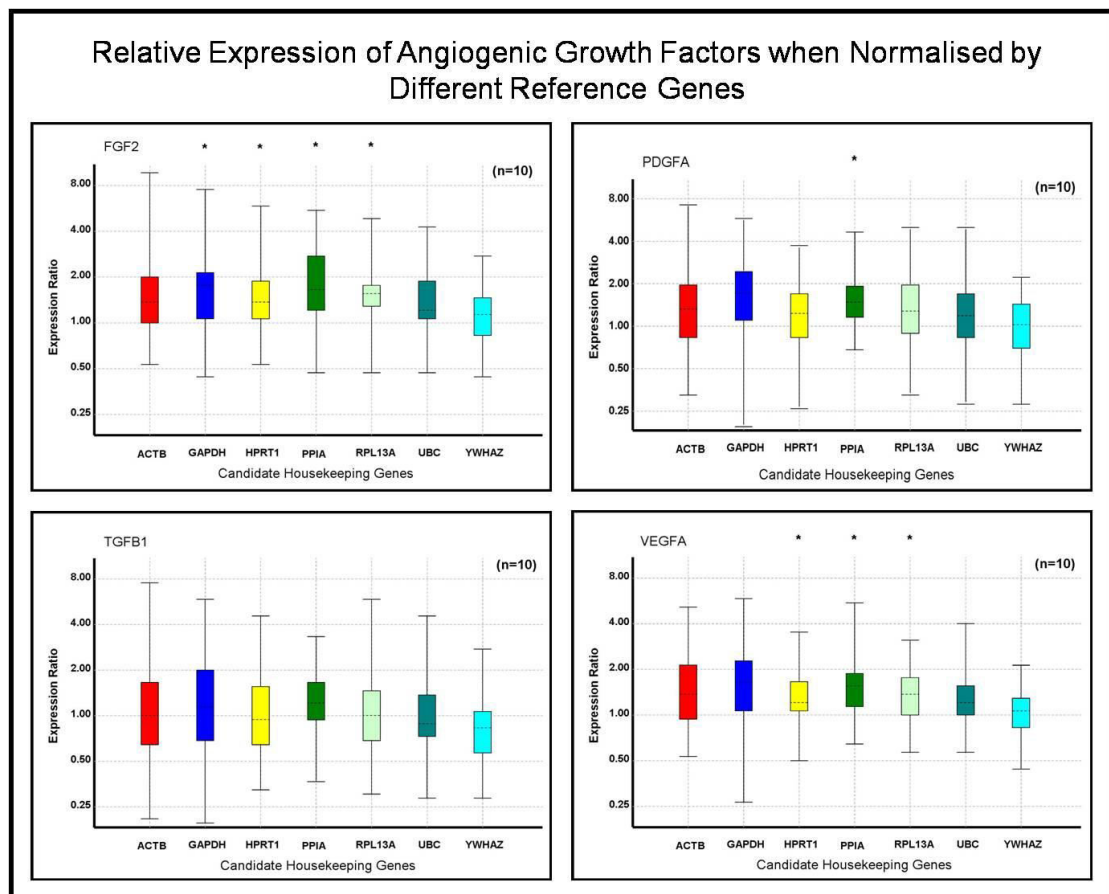 Relative Expression of Angiogenic Growth Factors when Normalised by
Different Reference Genes
FGF2 * * * *
(n=10)
8.00
4.00
2.00
1.00
0.50
0.25
Expression Ratio
ACTB GAPDH HPRT1 PPIA RPL13A UBC YWHAZ
Candidate Housekeeping Genes
PDGFA *
(n=10)
8.00
4.00
2.00
1.00
0.50
0.25
Expression Ratio
ACTB GAPDH HPRT1 PPIA RPL13A UBC YWHAZ
Candidate Housekeeping Genes
TGFB1
(n=10)
8.00
4.00
2.00
1.00
0.50
0.25
Expression Ratio
ACTB GAPDH HPRT1 PPIA RPL13A UBC YWHAZ
Candidate Housekeeping Genes
VEGFA * * *
(n=10)
8.00
4.00
2.00
1.00
0.50
0.25
Expression Ratio
ACTB GAPDH HPRT1 PPIA RPL13A UBC YWHAZ
Candidate Housekeeping Genes